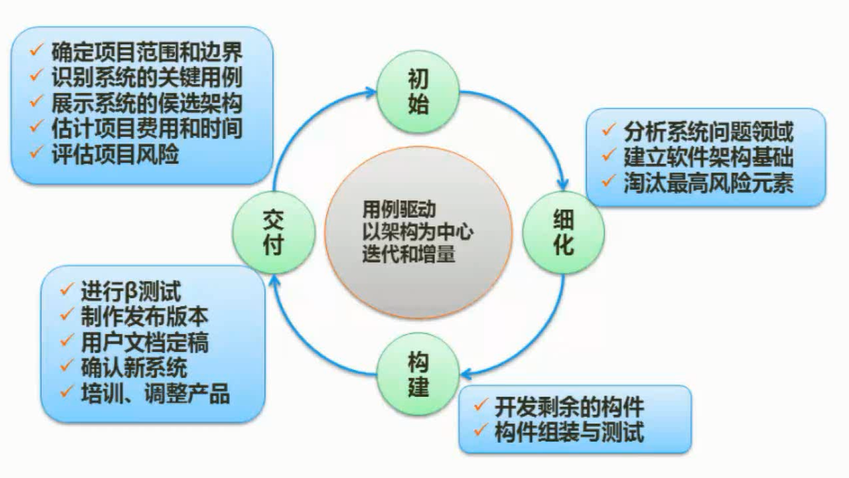 确定项目范围和边界
识别系统的关键用例
展示系统的候选架构
估计项目费用和时间
评估项目风险
初
始
分析系统问题领域
建立软件架构基础
淘汰最高风险元素
交
付
用例驱动
以架构为中心
迭代和增量
细
化
进行β测试
制作发布版本
用户文档定稿
确认新系统
培训、调整产品
构
建
开发剩余的构件
构件组装与测试